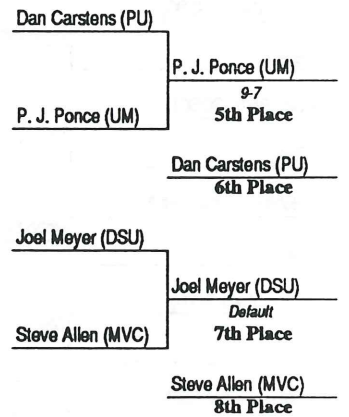 Dan Carstens (PU)
P. J. Ponce (UM)
9-7
P. J. Ponce (UM)
5th Place
Dan Carstens (PU)
6th Place
Joel Meyer (DSU)
Joel Meyer (DSU)
Default
Steve Allen (MVC)
7th Place
Steve Allen (MVC)
8th Place